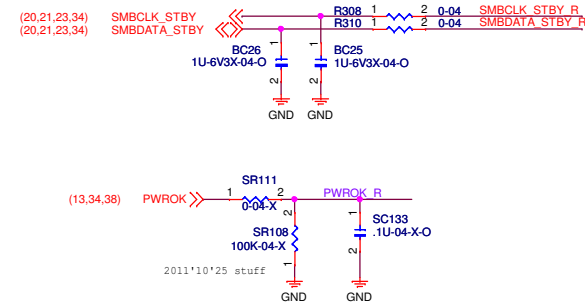 (20,21,23,34) SMBCLK_STBY R308 1 2 0-04 SMBCLK_STBY_R
(20,21,23,34) SMBDATA_STBY R310 1 2 0-04 SMBDATA_STBY_R
1 1
BC26 BC25
1U-6V3X-04-O 1U-6V3X-04-O
2 2
GND GND
SR111
(13,34,38) PWROK 1 2 PWROK_R
0-04-X
2 1
SR108 SC133
100K-04-X .1U-04-X-O
1 2
2011'10'25 stuff
GND GND